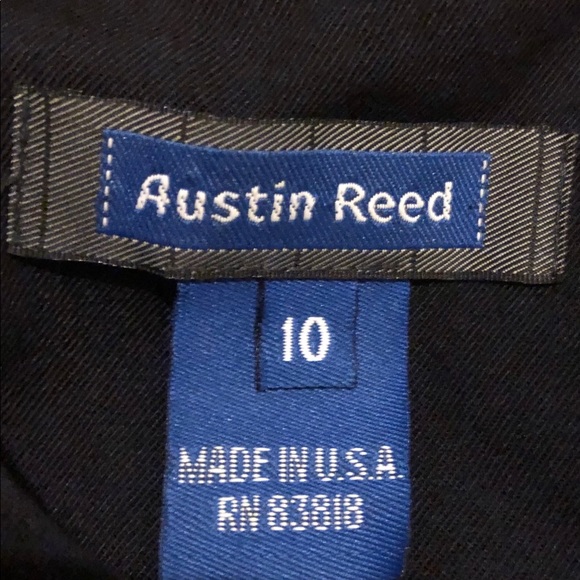 Austin Reed
10
MADE IN U.S.A.
RN 83818